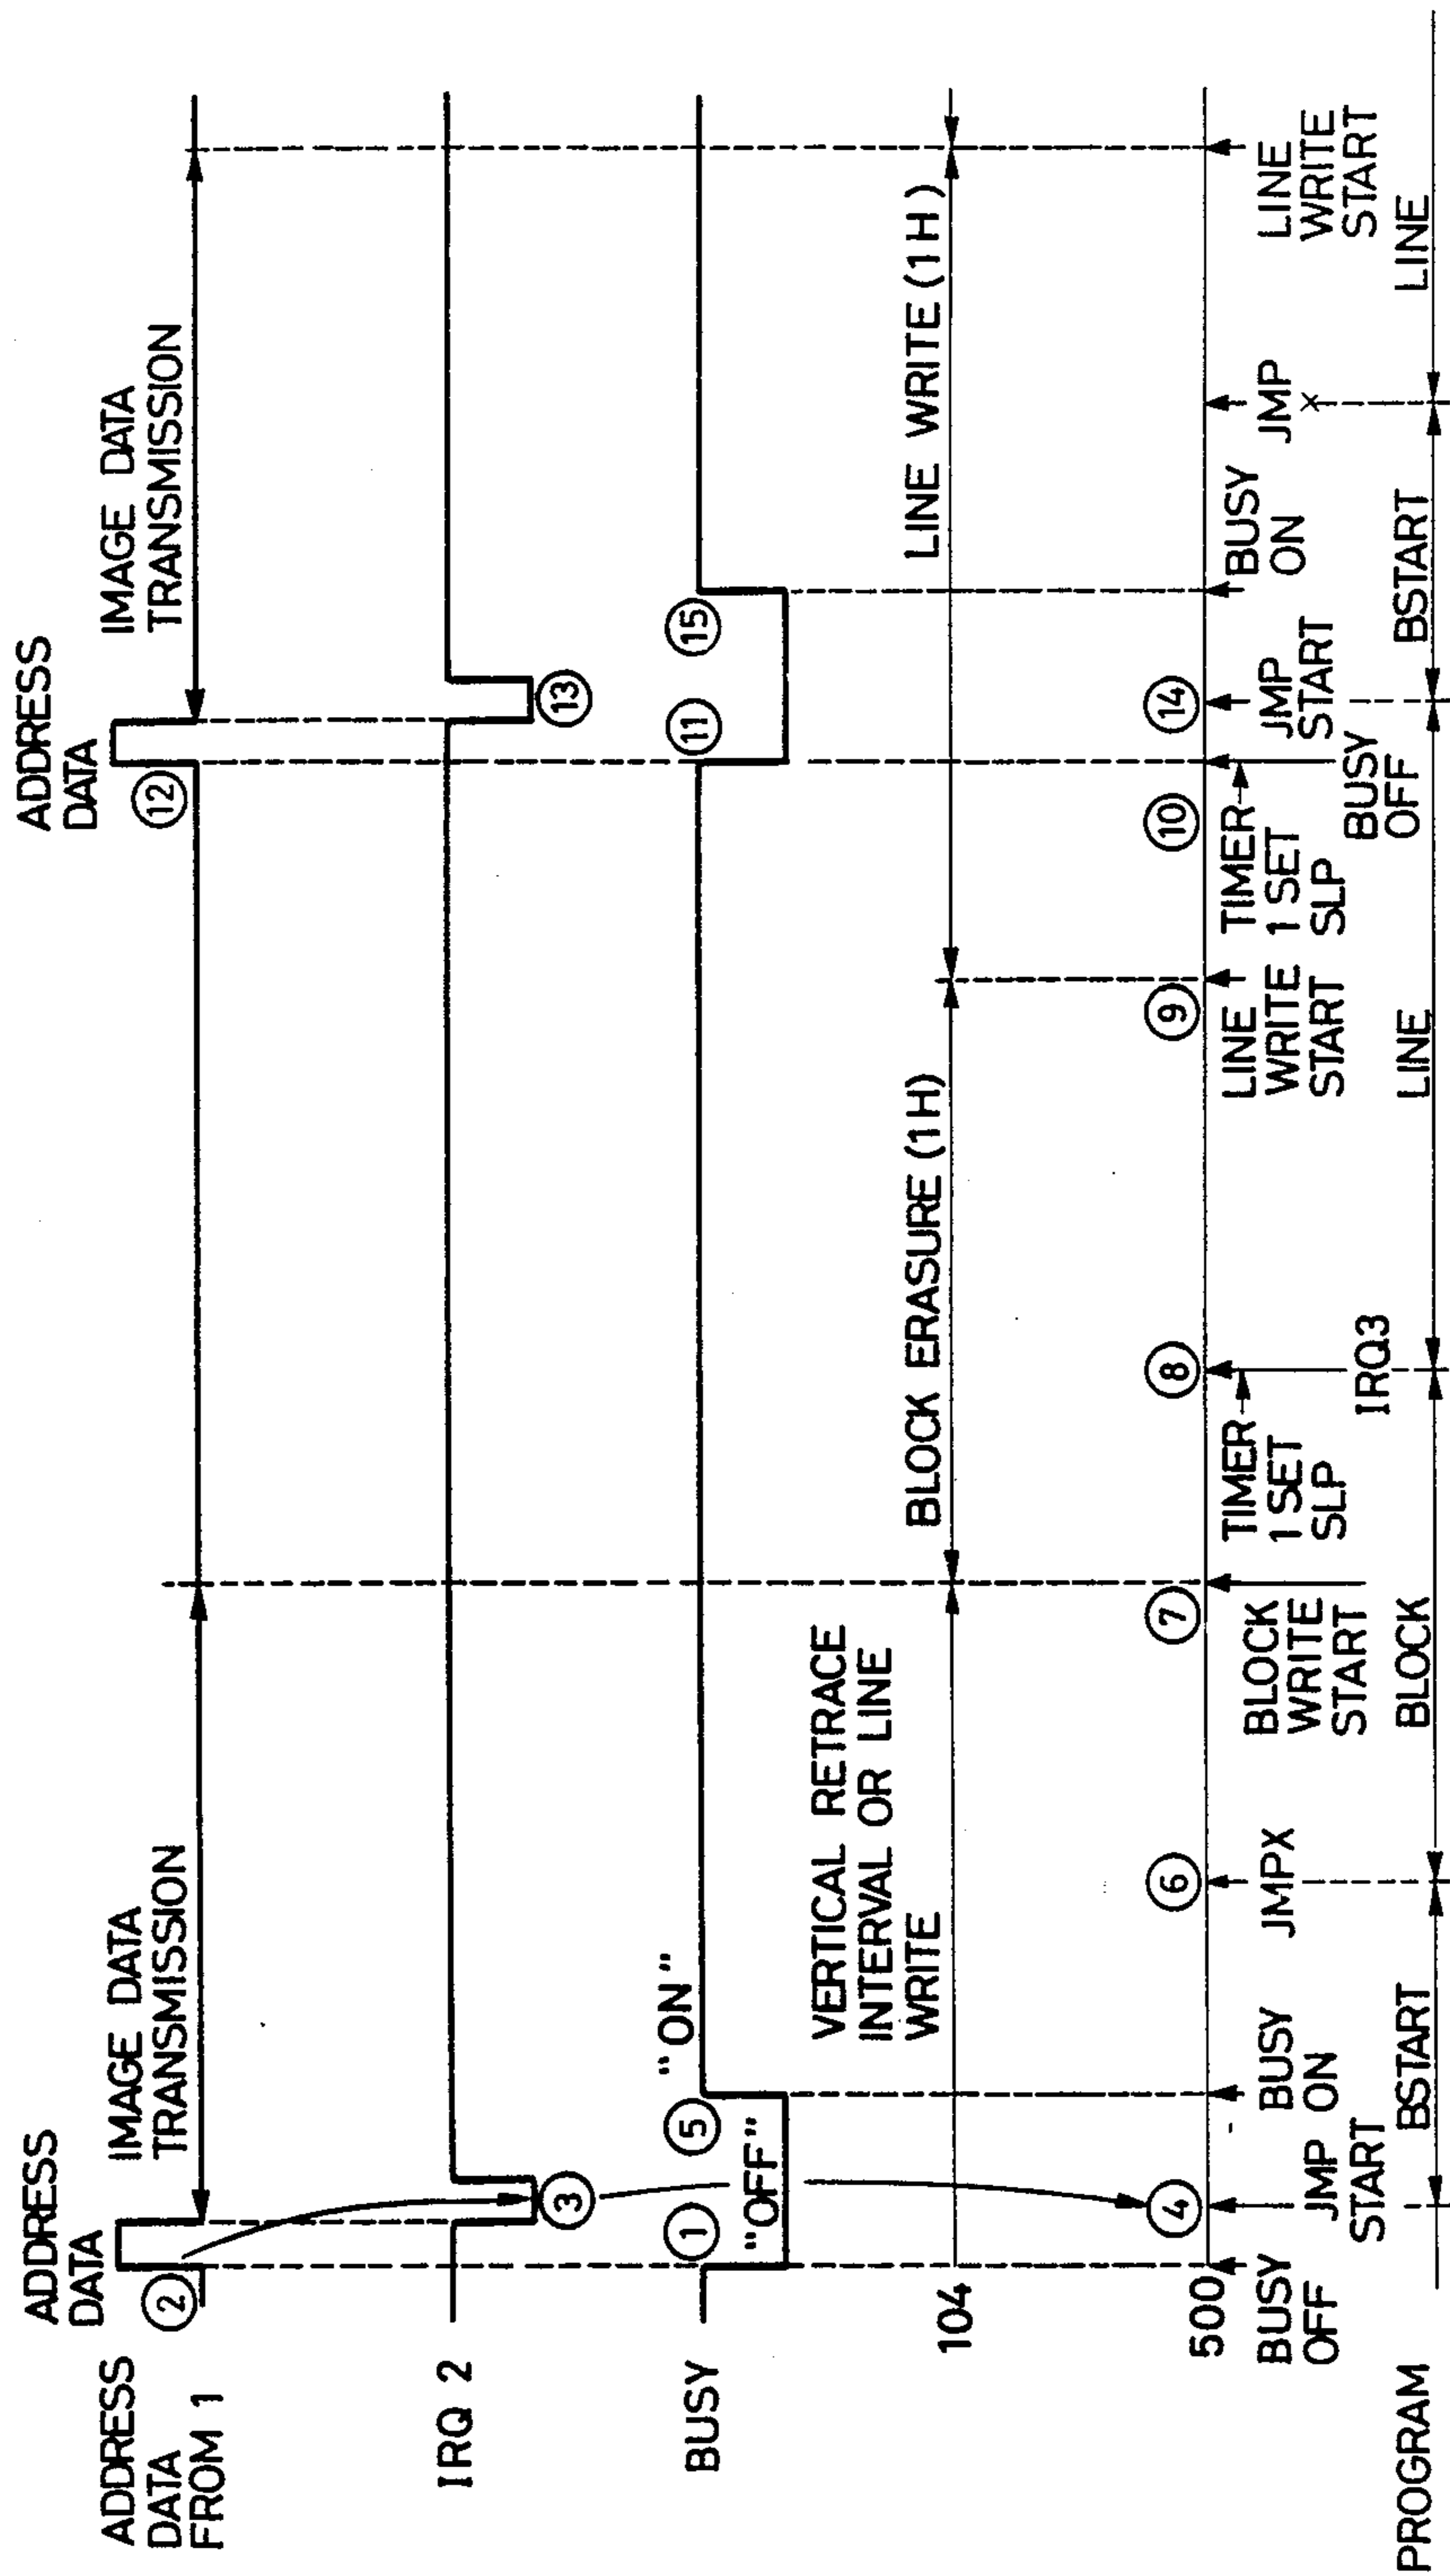 ADDRESS
DATA
FROM 1
ADDRESS
DATA
②
IMAGE DATA
TRANSMISSION
ADDRESS
DATA
⑫
IMAGE DATA
TRANSMISSION
IRQ 2
③
⑬
BUSY
①
"OFF"
⑤
"ON"
⑪
⑮
104
VERTICAL RETRACE
INTERVAL OR LINE
WRITE
BLOCK ERASURE (1H)
LINE WRITE (1H)
500
④
⑥
⑦
⑧
⑨
⑩
⑭
BUSY
OFF
JMP
START
BUSY
ON
JMPX
BLOCK
WRITE
START
TIMER
1 SET
SLP
IRQ3
LINE
WRITE
START
TIMER
1 SET
SLP
BUSY
OFF
JMP
START
BUSY
ON
JMP
X
LINE
WRITE
START
PROGRAM
BSTART
BLOCK
LINE
BSTART
LINE